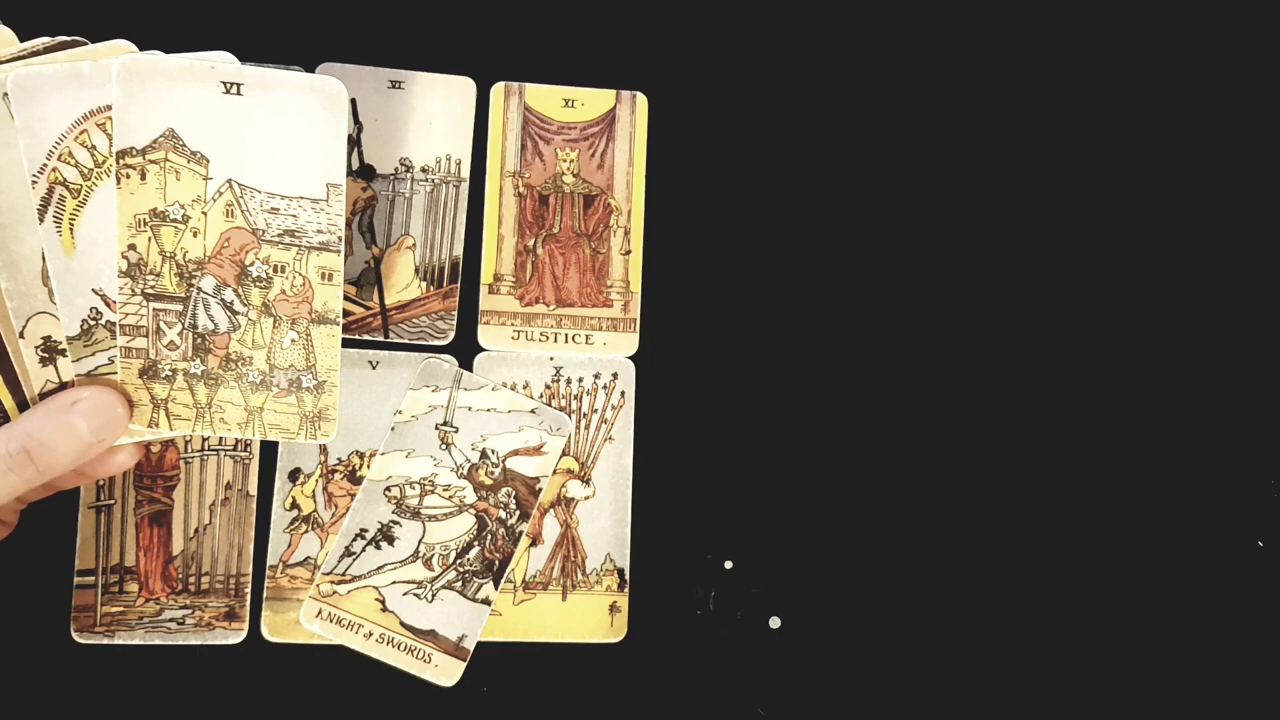 VI
VI
XI.
JUSTICE.
V
X
KNIGHT of SWORDS.